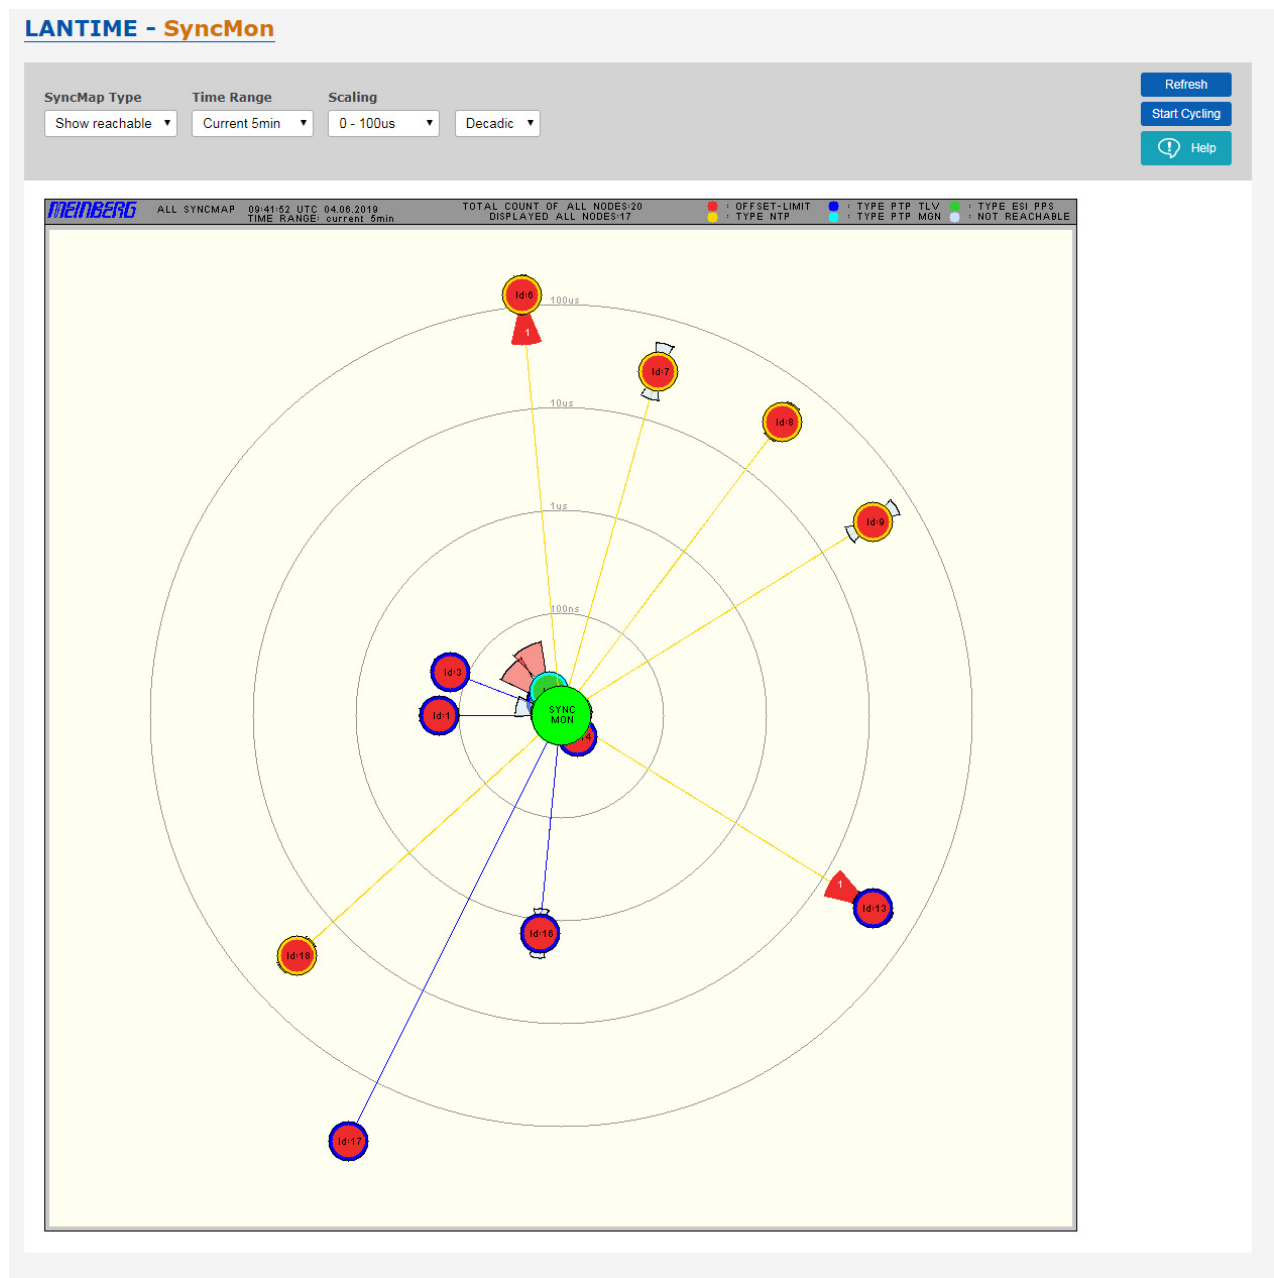 LANTIME - SyncMon
SyncMap Type
Time Range
Scaling
Show reachable
Current 5min
0 - 100us
Decadic
Refresh
Start Cycling
Help
MEINBERG
ALL SYNCMAP
09:41:52 UTC 04.06.2019
TIME RANGE: current 5min
TOTAL COUNT OF ALL NODES:20
DISPLAYED ALL NODES:17
: OFFSET-LIMIT
: TYPE PTP TLV
: TYPE ESI PPS
: TYPE NTP
: TYPE PTP MGN
: NOT REACHABLE
Id:6
100us
1
Id:7
10us
Id:8
1us
Id:9
100ns
Id:3
SYNC
MON
Id:1
4
1
Id:13
Id:16
Id:18
Id:17